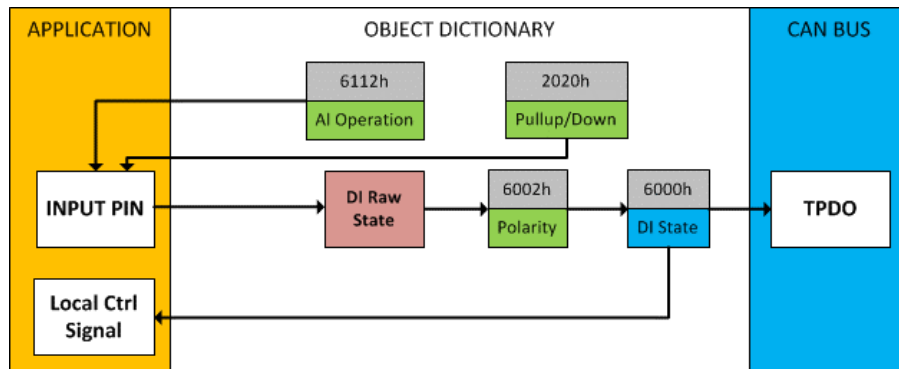 APPLICATION
OBJECT DICTIONARY
CAN BUS
6112h
AI Operation
2020h
Pullup/Down
INPUT PIN
DI Raw
State
6002h
Polarity
6000h
DI State
TPDO
Local Ctrl
Signal